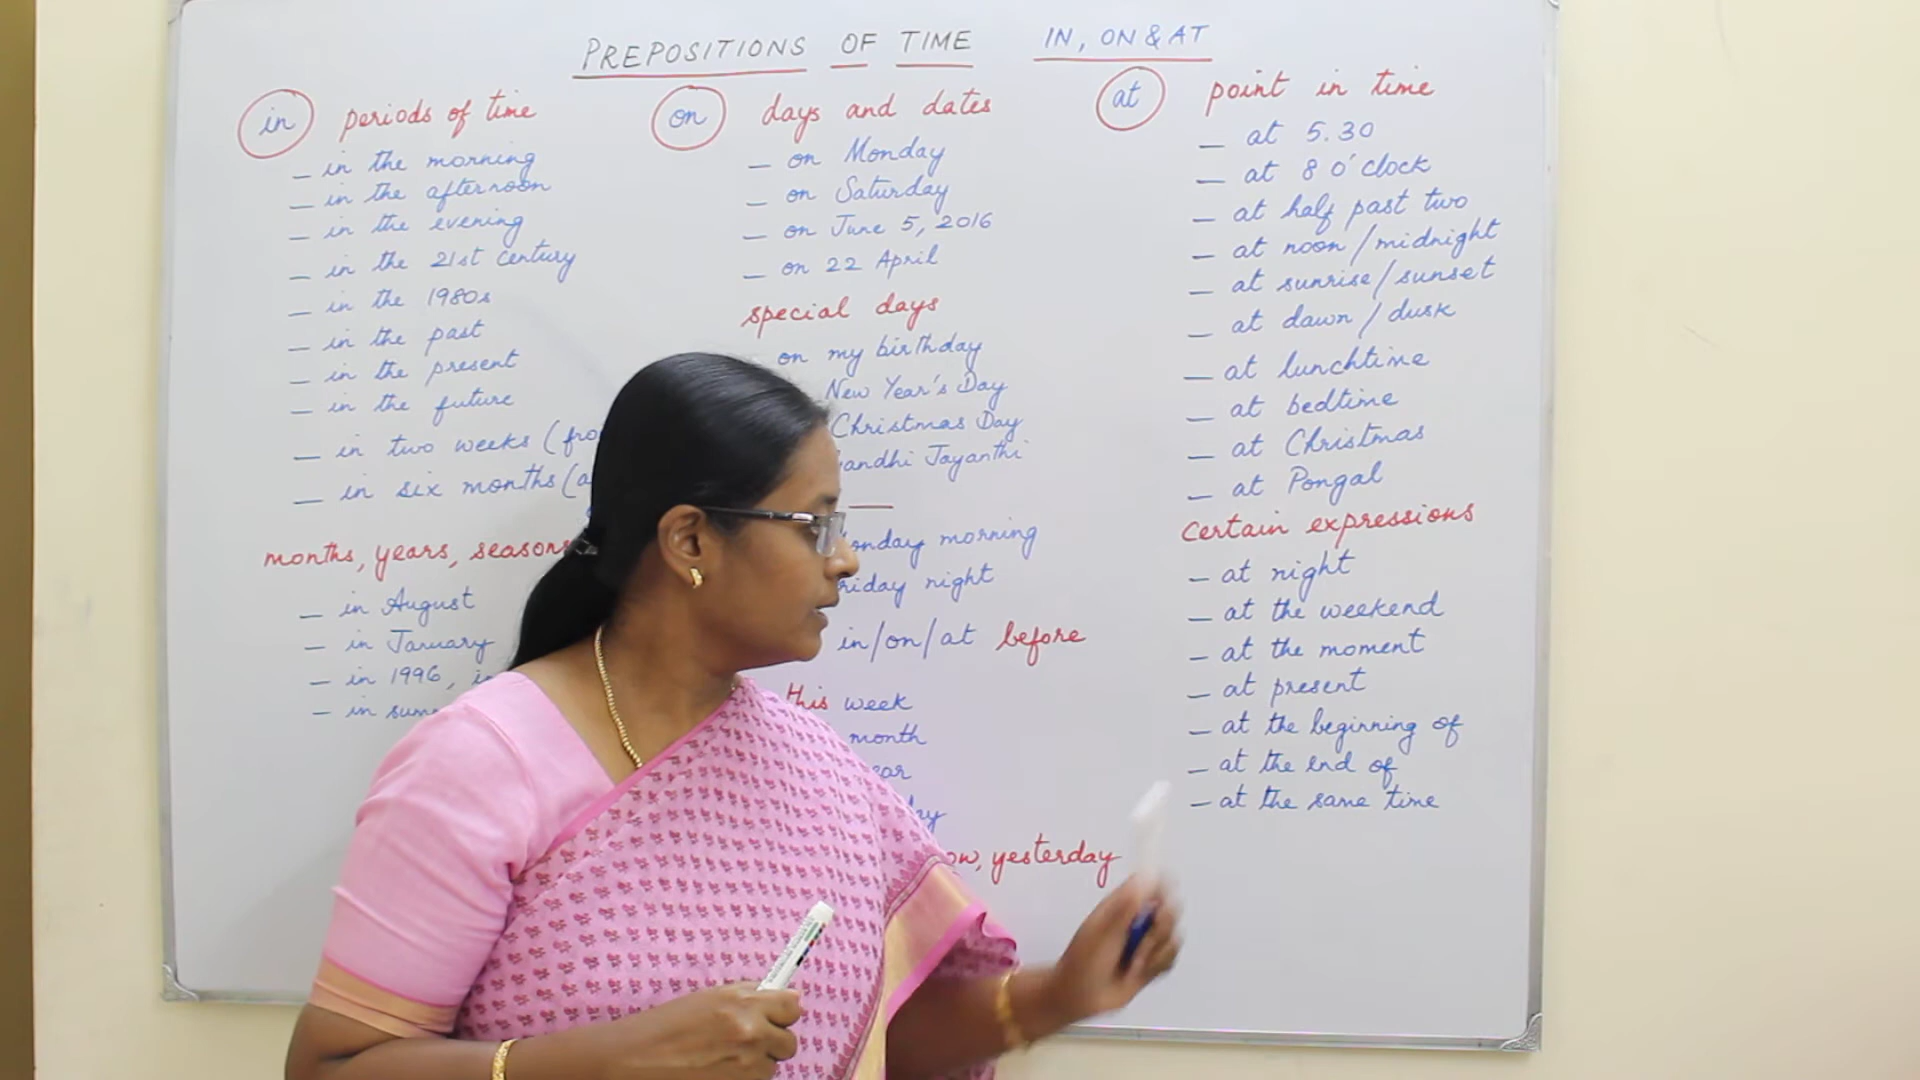 PREPOSITIONS OF TIME IN, ON & AT
in periods of time
_ in the morning
_ in the afternoon
_ in the evening
_ in the 21st century
_ in the 1980s
_ in the past
_ in the present
_ in the future
_ in two weeks
_ in six months
months, years, seasons
_ in August
_ in January
_ in 1996,
_ in
on days and dates
_ on Monday
_ on Saturday
_ on June 5, 2016
_ on 22 April
special days
on my birthday
New Year's Day
Christmas Day
Jayanthi
morning
night
in/on/at before
this week
month
yesterday
at point in time
_ at 5.30
_ at 8 o'clock
_ at half past two
_ at noon/midnight
_ at sunrise/sunset
_ at dawn/dusk
_ at lunchtime
_ at bedtime
_ at Christmas
_ at Pongal
certain expressions
_ at night
_ at the weekend
_ at the moment
_ at present
_ at the beginning of
_ at the end of
_ at the same time